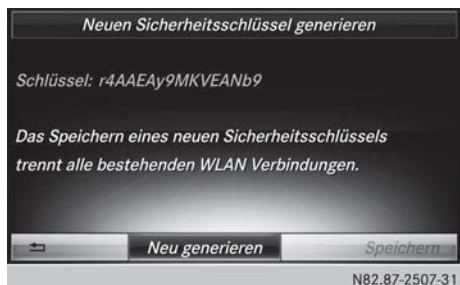 Neuen Sicherheitsschlüssel generieren
Schlüssel: r4AAEAy9MKVEANb9
Das Speichern eines neuen Sicherheitsschlüssels
trennt alle bestehenden WLAN Verbindungen.
Neu generieren Speichern
N82.87-2507-31